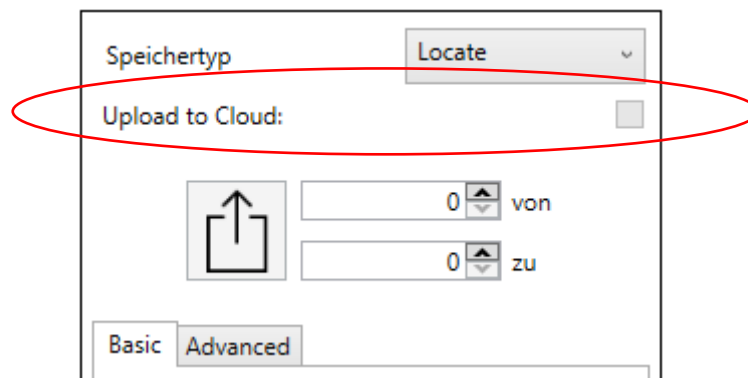 Speichertyp Locate
Upload to Cloud:
0 von
0 zu
Basic Advanced